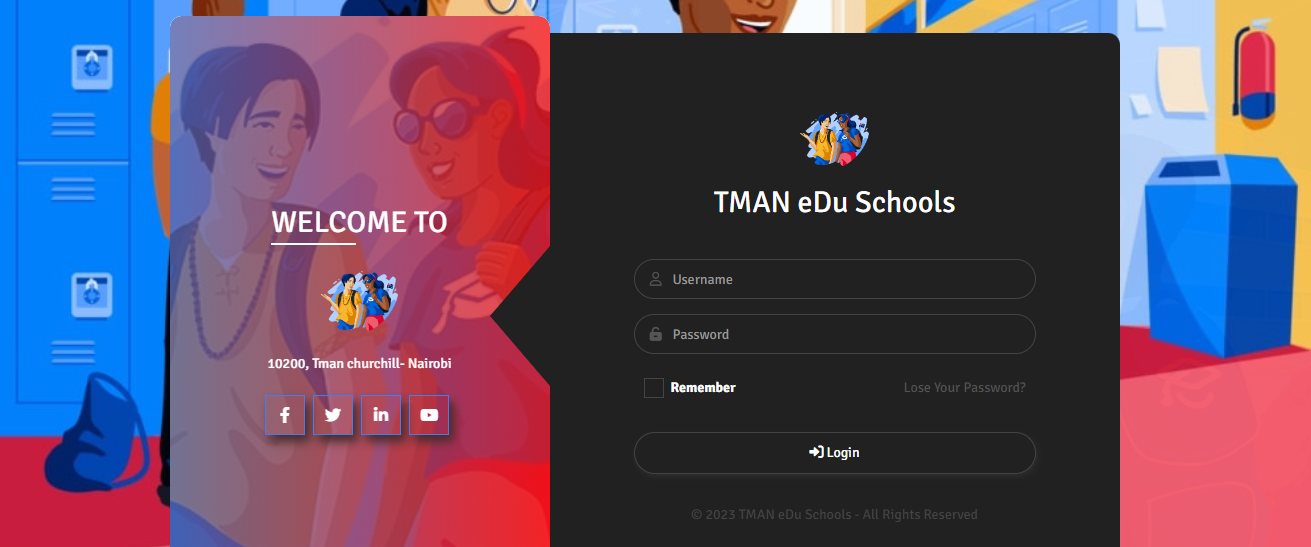 WELCOME TO
10200, Tman churchill- Nairobi
TMAN eDu Schools
Username
Password
Remember
Lose Your Password?
Login
© 2023 TMAN eDu Schools - All Rights Reserved